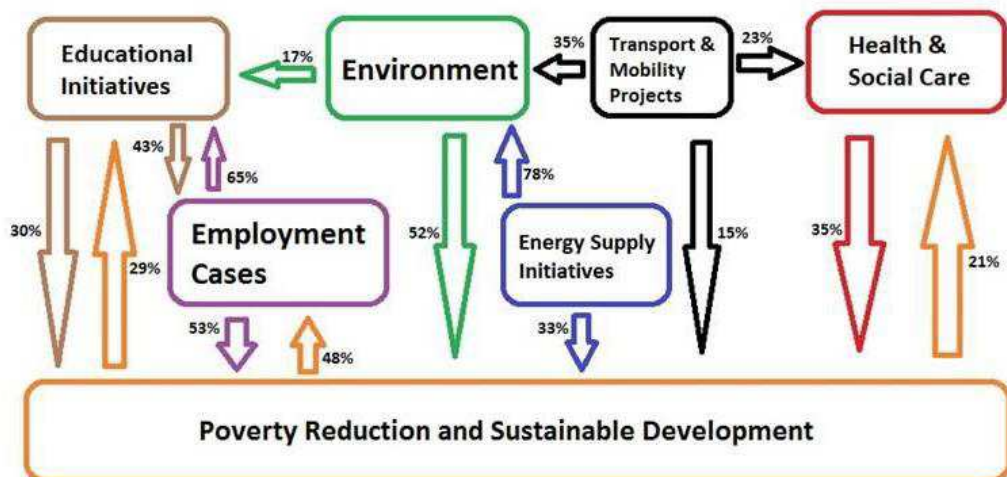 Educational
Initiatives
17%
Environment
35%
Transport &
Mobility
Projects
23%
Health &
Social Care
43%
65%
78%
30%
29%
Employment
Cases
52%
Energy Supply
Initiatives
15%
35%
21%
53%
48%
33%
Poverty Reduction and Sustainable Development